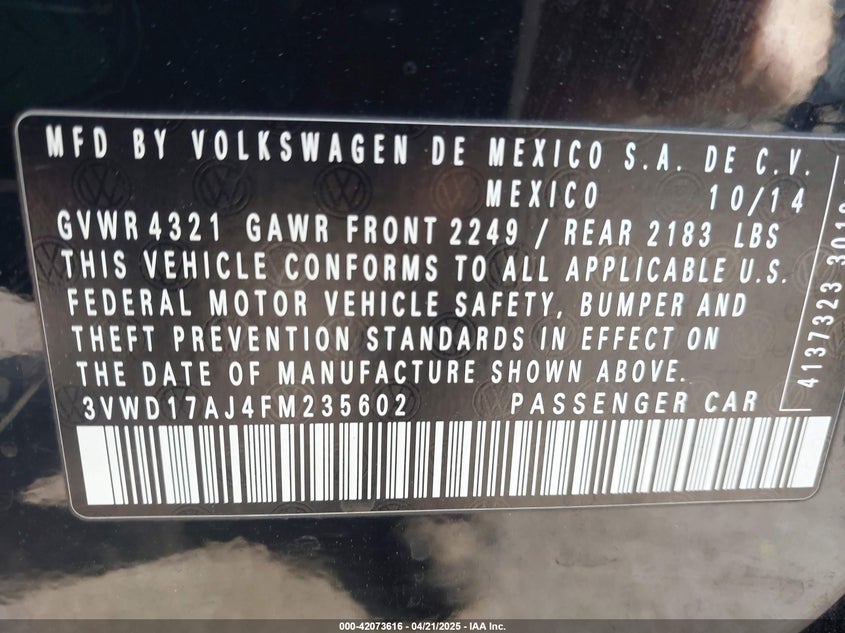 MFD BY VOLKSWAGEN DE MEXICO S.A. DE C.V.
MEXICO 10/14
GVWR 4321 GAWR FRONT 2249 / REAR 2183 LBS
THIS VEHICLE CONFORMS TO ALL APPLICABLE U.S.
FEDERAL MOTOR VEHICLE SAFETY, BUMPER AND
THEFT PREVENTION STANDARDS IN EFFECT ON
THE DATE OF MANUFACTURE SHOWN ABOVE.
3VWD17AJ4FM235602 PASSENGER CAR
4137323
000-42073616 - 04/21/2025 - IAA Inc.